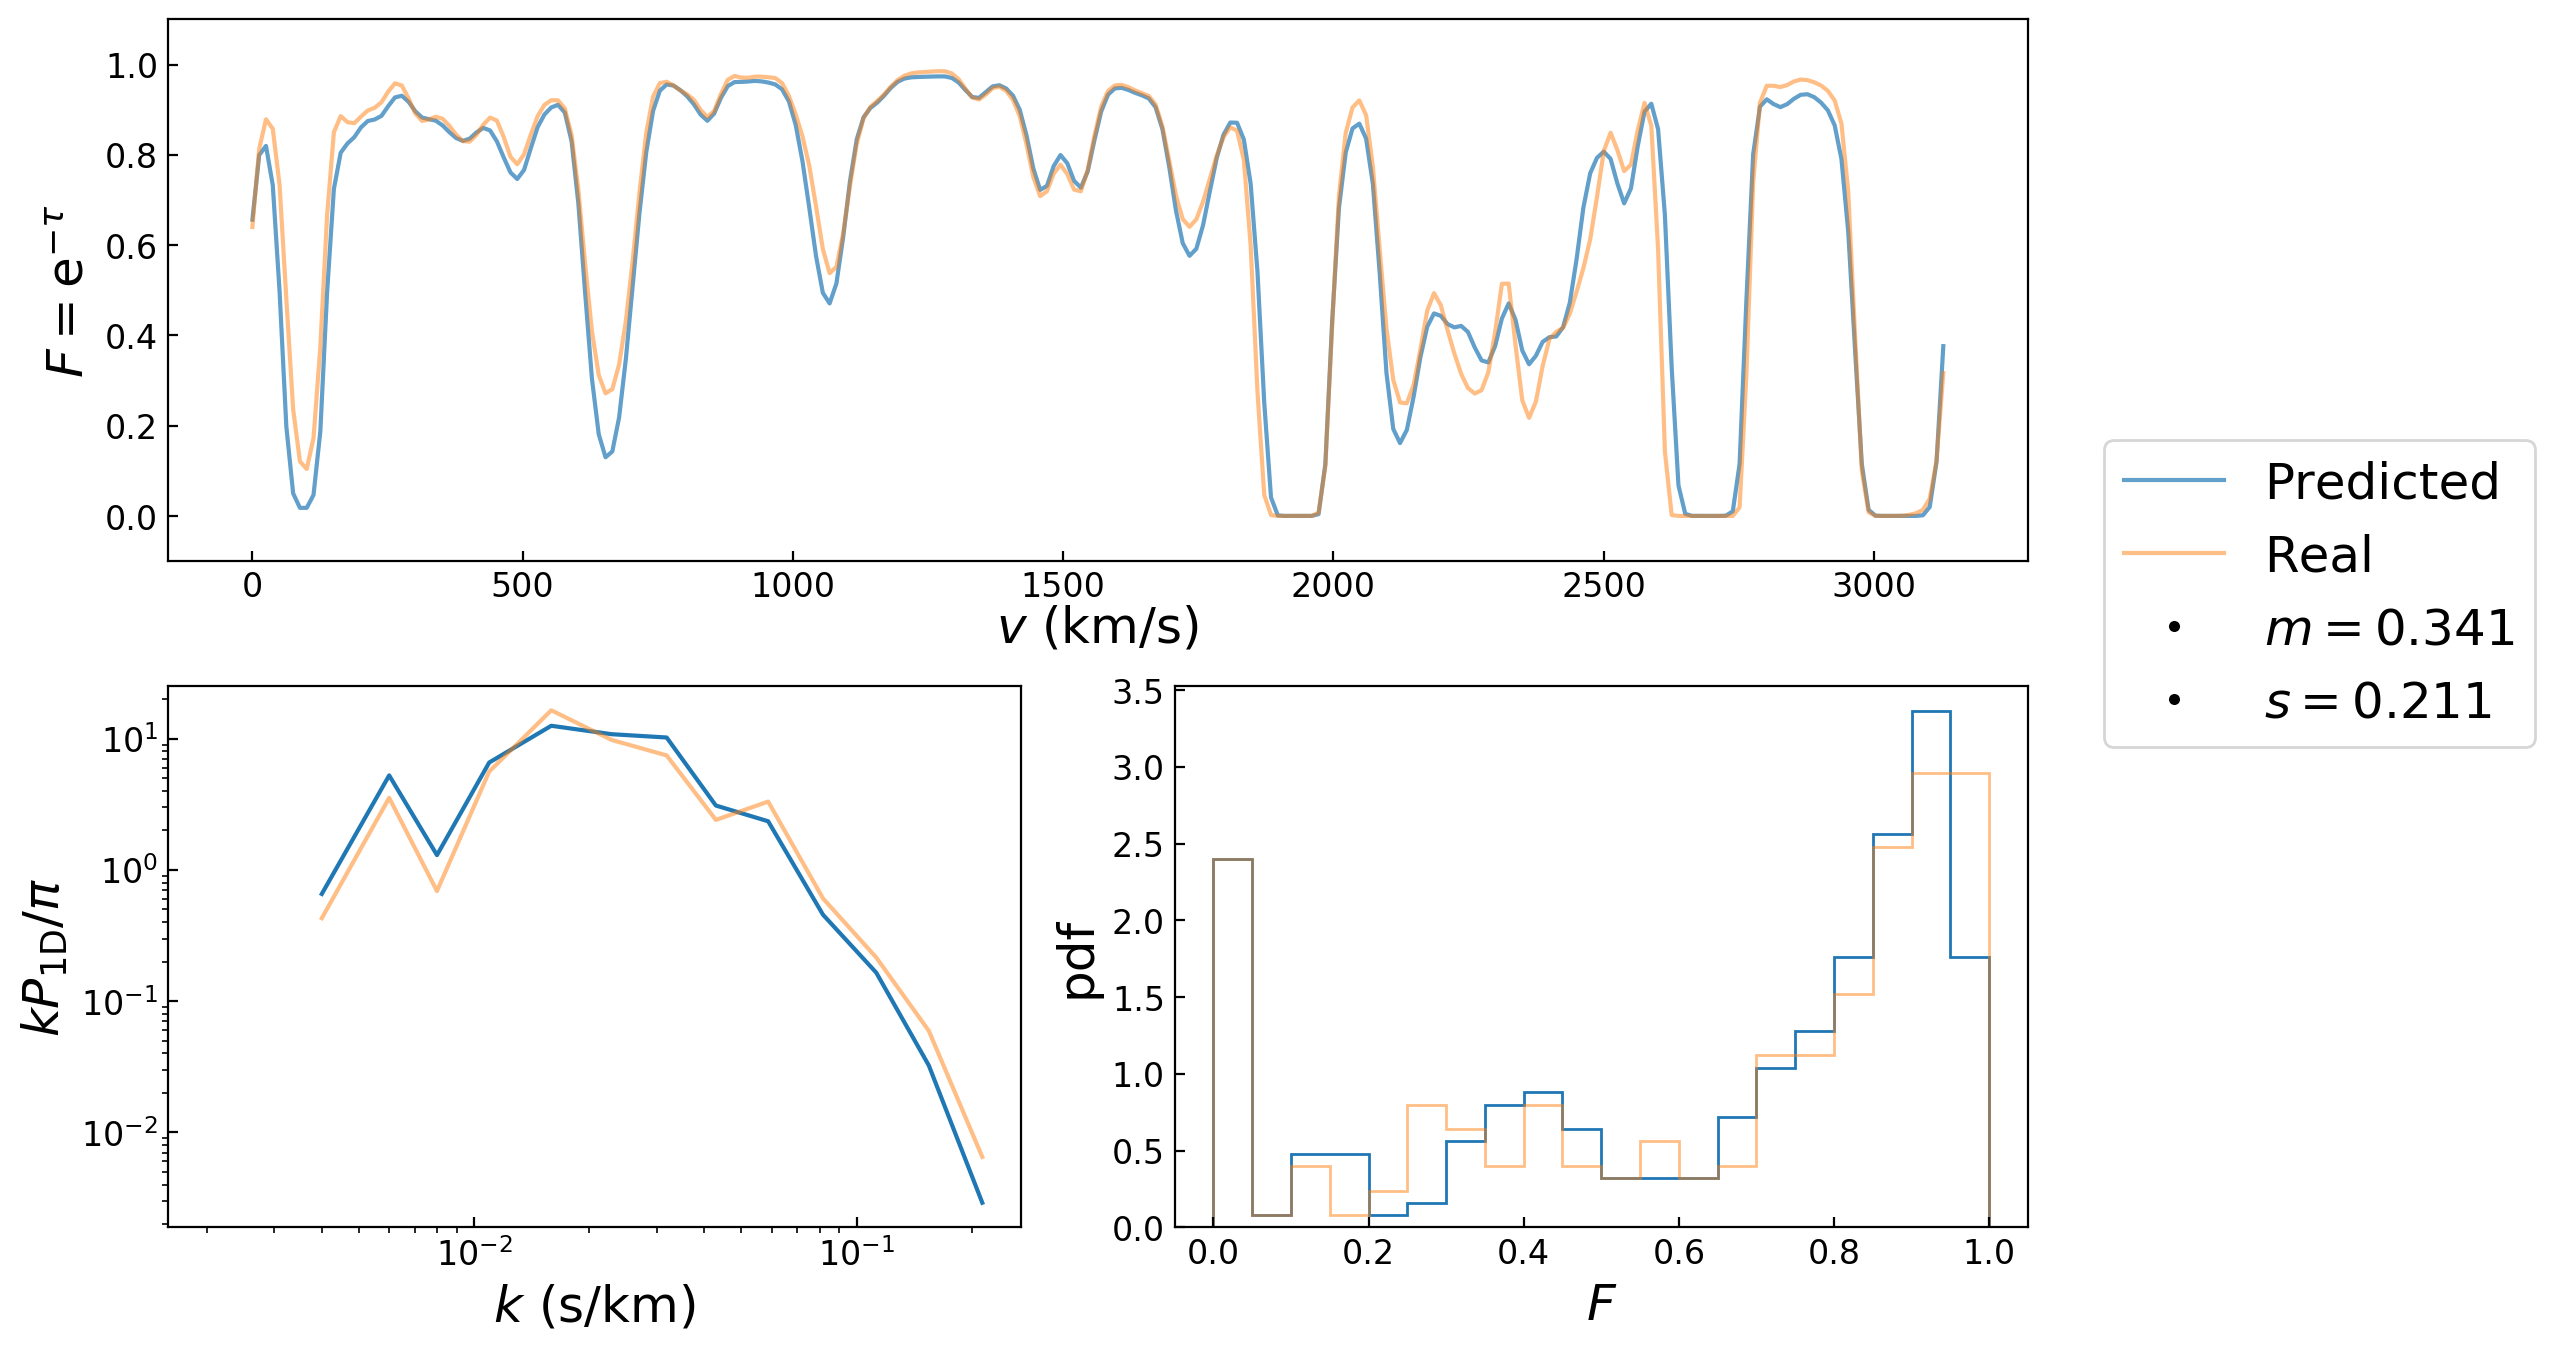 1.0
0.8
0.6
0.4
0.2
0.0
F = e^{-τ}
0 500 1000 1500 2000 2500 3000
v (km/s)
Predicted
Real
m = 0.341
s = 0.211
10^1
10^0
10^{-1}
10^{-2}
kP_{1D}/π
10^{-2} 10^{-1}
k (s/km)
3.5
3.0
2.5
2.0
1.5
1.0
0.5
0.0
pdf
0.0 0.2 0.4 0.6 0.8 1.0
F